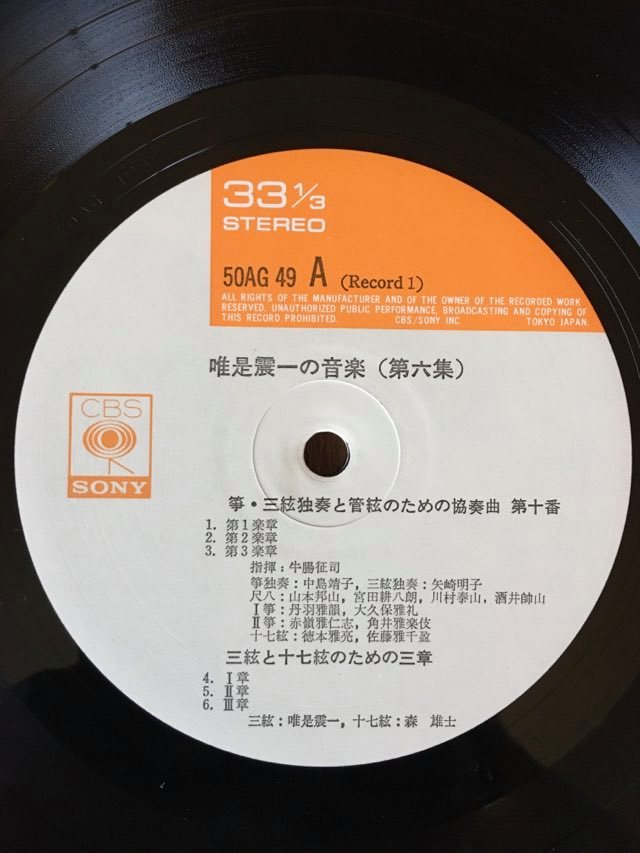 33 1/3
STEREO
50AG 49 A (Record 1)
ALL RIGHTS OF THE MANUFACTURER AND OF THE OWNER OF THE RECORDED WORK
RESERVED. UNAUTHORIZED PUBLIC PERFORMANCE, BROADCASTING AND COPYING OF
THIS RECORD PROHIBITED. CBS/SONY INC. TOKYO JAPAN.
唯是震一の音楽(第六集)
CBS
SONY
箏・三絃独奏と管絃のための協奏曲 第十番
1. 第1楽章
2. 第2楽章
3. 第3楽章
指揮:牛腸征司
箏独奏:中島靖子,三絃独奏:矢崎明子
尺八:山本邦山,宮田耕八朗,川村泰山,酒井帥山
Ⅰ箏:丹羽雅韻,大久保雅礼
Ⅱ箏:赤嶺雅仁志,角井雅楽伎
十七絃:徳本雅亮,佐藤雅千盈
三絃と十七絃のための三章
4. Ⅰ章
5. Ⅱ章
6. Ⅲ章
三絃:唯是震一,十七絃:森 雄士